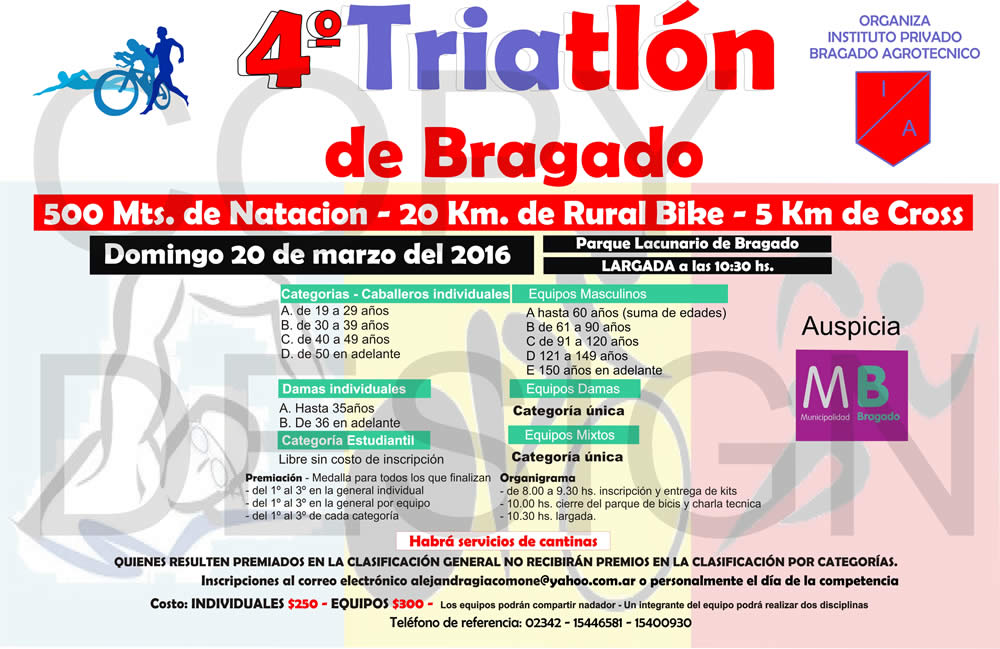 4º Triatlón
de Bragado
ORGANIZA
INSTITUTO PRIVADO
BRAGADO AGROTECNICO
I
A
500 Mts. de Natacion - 20 Km. de Rural Bike - 5 Km de Cross
Domingo 20 de marzo del 2016
Parque Lacunario de Bragado
LARGADA a las 10:30 hs.
Categorias - Caballeros individuales
A. de 19 a 29 años
B. de 30 a 39 años
C. de 40 a 49 años
D. de 50 en adelante
Equipos Masculinos
A hasta 60 años (suma de edades)
B de 61 a 90 años
C de 91 a 120 años
D 121 a 149 años
E 150 años en adelante
Damas individuales
A. Hasta 35años
B. De 36 en adelante
Equipos Damas
Categoría única
Categoría Estudiantil
Libre sin costo de inscripción
Equipos Mixtos
Categoría única
Auspicia
MB
Municipalidad Bragado
Premiación - Medalla para todos los que finalizan
- del 1º al 3º en la general individual
- del 1º al 3º en la general por equipo
- del 1º al 3º de cada categoría
Organigrama
- de 8.00 a 9.30 hs. inscripción y entrega de kits
- 10.00 hs. cierre del parque de bicis y charla tecnica
- 10.30 hs. largada.
Habrá servicios de cantinas
QUIENES RESULTEN PREMIADOS EN LA CLASIFICACIÓN GENERAL NO RECIBIRÁN PREMIOS EN LA CLASIFICACIÓN POR CATEGORÍAS.
Inscripciones al correo electrónico alejandragiacomone@yahoo.com.ar o personalmente el día de la competencia
Costo: INDIVIDUALES $250 - EQUIPOS $300 - Los equipos podrán compartir nadador - Un integrante del equipo podrá realizar dos disciplinas
Teléfono de referencia: 02342 - 15446581 - 15400930
COPY
DESIGN